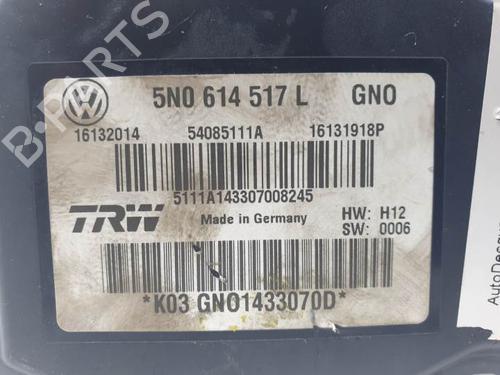 5N0 614 517 L GNO
16132014 54085111A 16131918P
5111A143307008245
TRW Made in Germany HW: H12
SW: 0006
*K03 GNO1433070D*
B-PARTS